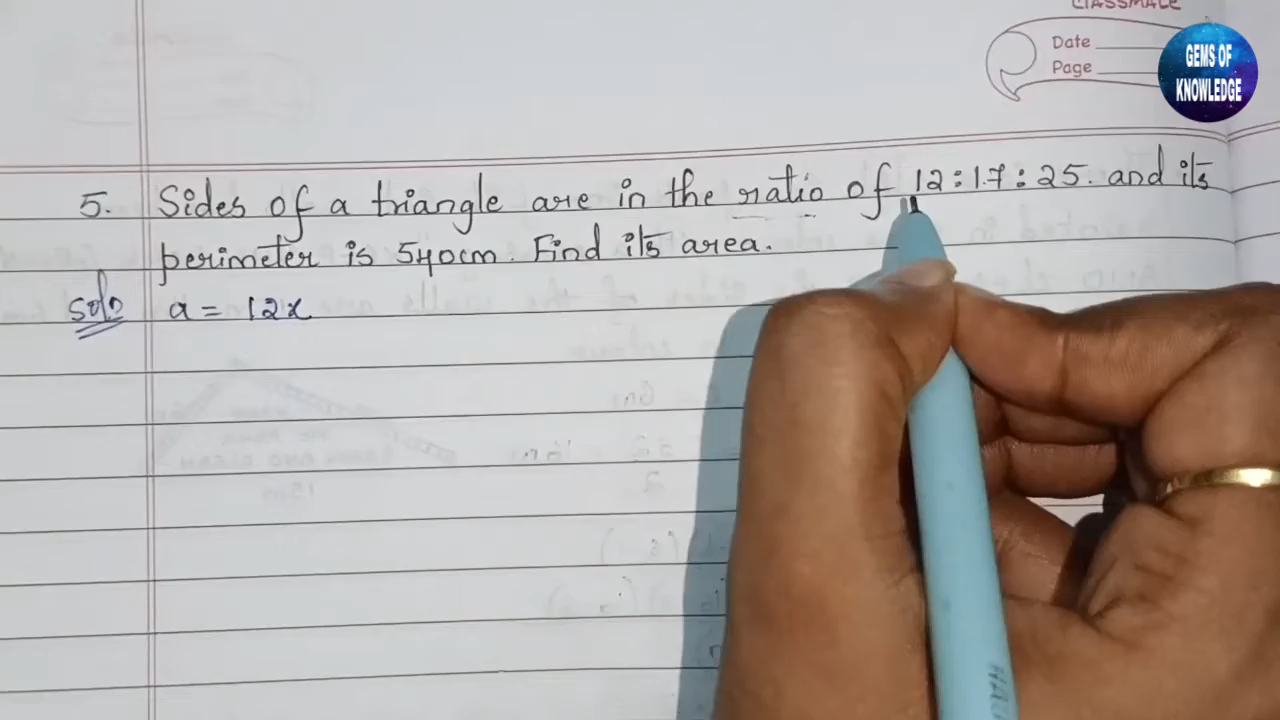 CLASSMATE
Date
Page
GEMS OF
KNOWLEDGE
5. Sides of a triangle are in the ratio of 12:17:25. and its
perimeter is 540cm. Find its area.
Soln a = 12x